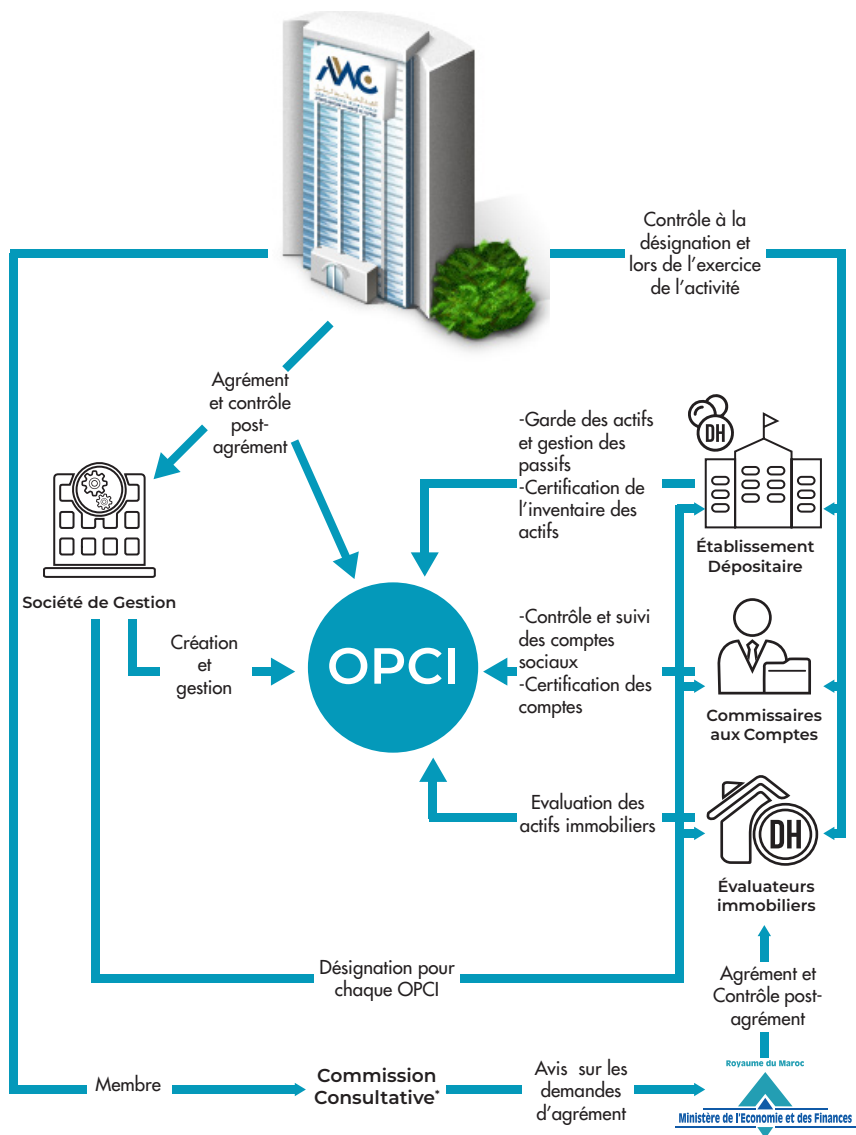 AMMC
Contrôle à la
désignation et
lors de l'exercice
de l'activité
Agrément
et contrôle
post-
agrément
-Garde des actifs
et gestion des
passifs
-Certification de
l'inventaire des
actifs
DH
Établissement
Dépositaire
Société de Gestion
Création
et
gestion
OPCI
-Contrôle et suivi
des comptes
sociaux
-Certification des
comptes
Commissaires
aux Comptes
Evaluation des
actifs immobiliers
DH
Évaluateurs
immobiliers
Désignation pour
chaque OPCI
Agrément et
Contrôle post-
agrément
Membre
Commission
Consultative*
Avis sur les
demandes
d'agrément
Royaume du Maroc
Ministère de l'Economie et des Finances